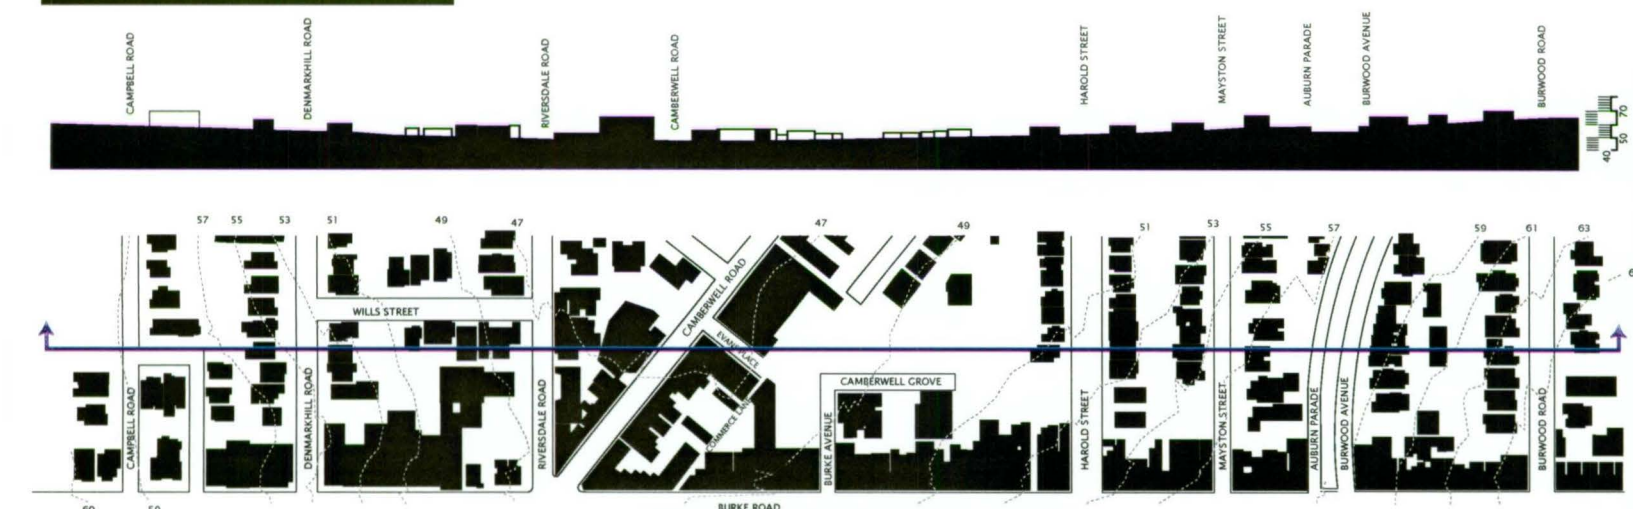 CAMPBELL ROAD
DENMARKHILL ROAD
RIVERSDALE ROAD
CAMBERWELL ROAD
HAROLD STREET
MAYSTON STREET
AUBURN PARADE
BURWOOD AVENUE
BURWOOD ROAD
70
50
40
57 55 53 51 49 47 47 49 51 53 55 57 59 61 63
WILLS STREET
CAMBERWELL ROAD
EVANS PLACE
CAMBERWELL GROVE
COMMERCE LANE
CAMPBELL ROAD
DENMARKHILL ROAD
RIVERSDALE ROAD
BURKE AVENUE
HAROLD STREET
MAYSTON STREET
AUBURN PARADE
BURWOOD AVENUE
BURWOOD ROAD
BURKE ROAD